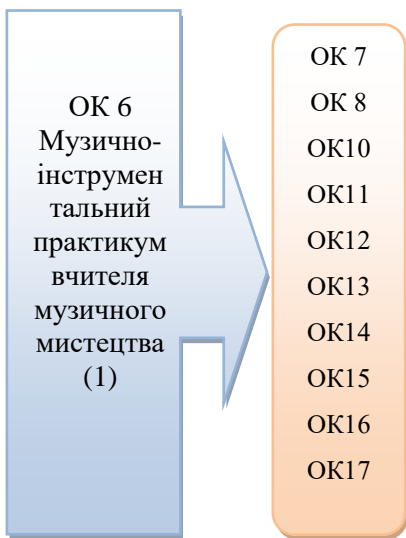 ОК 6
Музично-
інструмен
тальний
практикум
вчителя
музичного
мистецтва
(1)
ОК 7
ОК 8
ОК10
ОК11
ОК12
ОК13
ОК14
ОК15
ОК16
ОК17